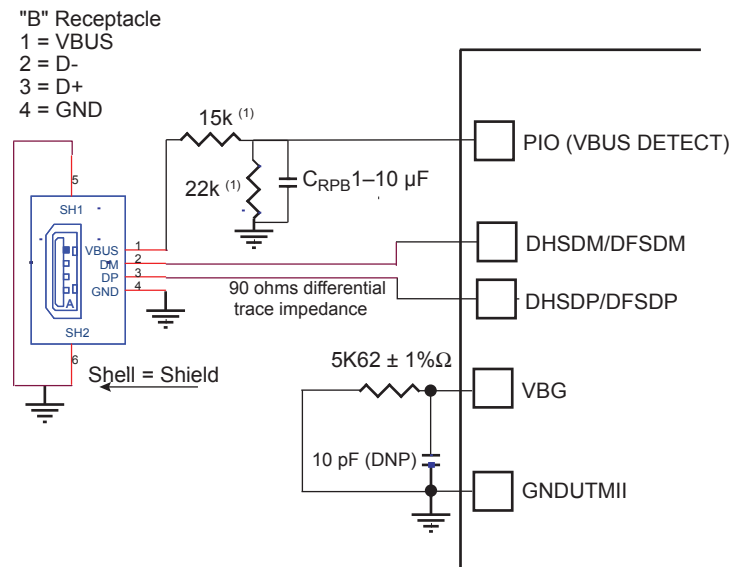 "B" Receptacle
1 = VBUS
2 = D-
3 = D+
4 = GND
15k (1)
22k (1)
CRPB 1–10 µF
PIO (VBUS DETECT)
5
SH1
VBUS
DM
DP
GND
1
2
3
4
A
SH2
6
90 ohms differential
trace impedance
DHSDM/DFSDM
DHSDP/DFSDP
Shell = Shield
5K62 ± 1%Ω
VBG
10 pF (DNP)
GNDUTMII